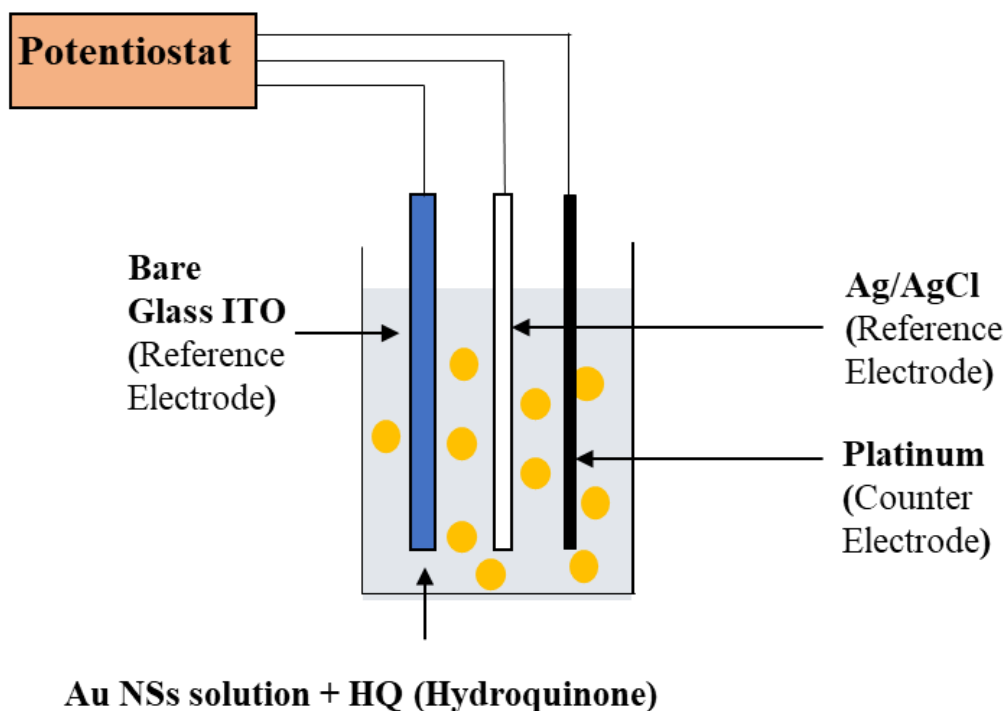 Potentiostat
Bare
Glass ITO
(Reference
Electrode)
Ag/AgCl
(Reference
Electrode)
Platinum
(Counter
Electrode)
Au NSs solution + HQ (Hydroquinone)